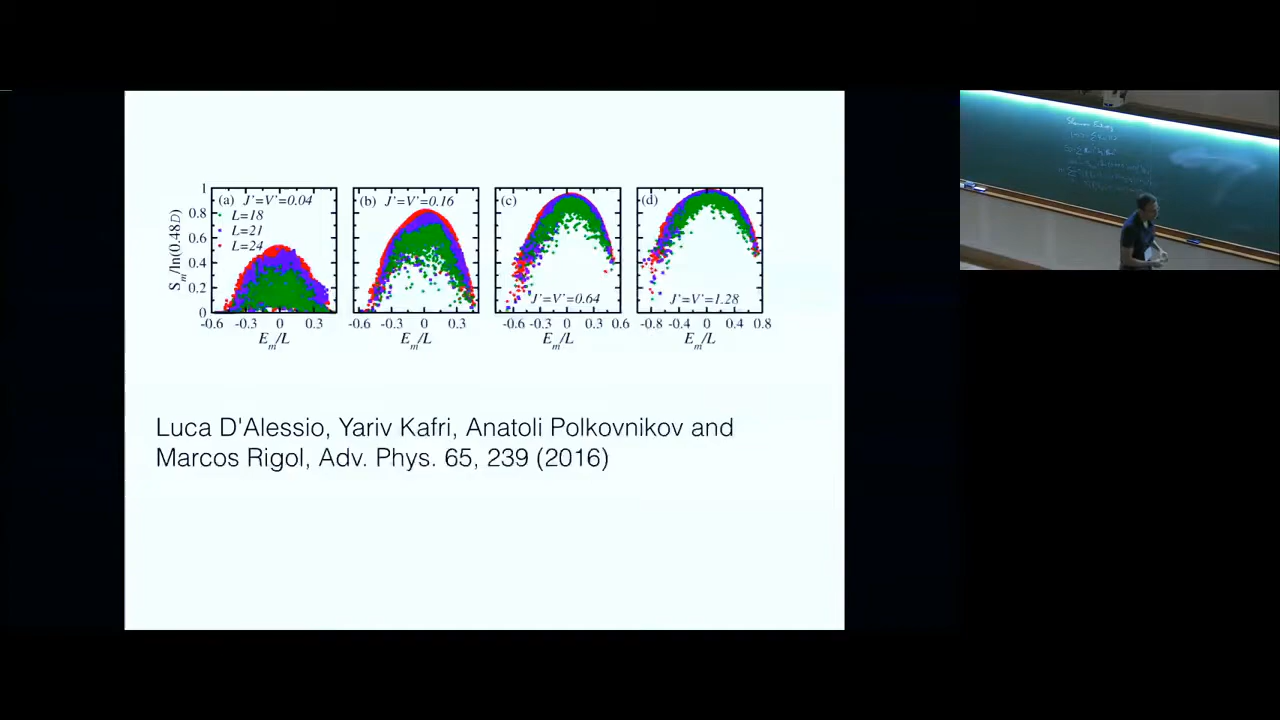 (a) J'=V'=0.04
L=18
L=21
L=24
(b) J'=V'=0.16
(c)
J'=V'=0.64
(d)
J'=V'=1.28
S_m/ln(0.48D)
1
0.8
0.6
0.4
0.2
0
-0.6 -0.3 0 0.3
-0.6 -0.3 0 0.3
-0.6 -0.3 0 0.3 0.6
-0.8 -0.4 0 0.4 0.8
E_m/L E_m/L E_m/L E_m/L
Luca D'Alessio, Yariv Kafri, Anatoli Polkovnikov and
Marcos Rigol, Adv. Phys. 65, 239 (2016)